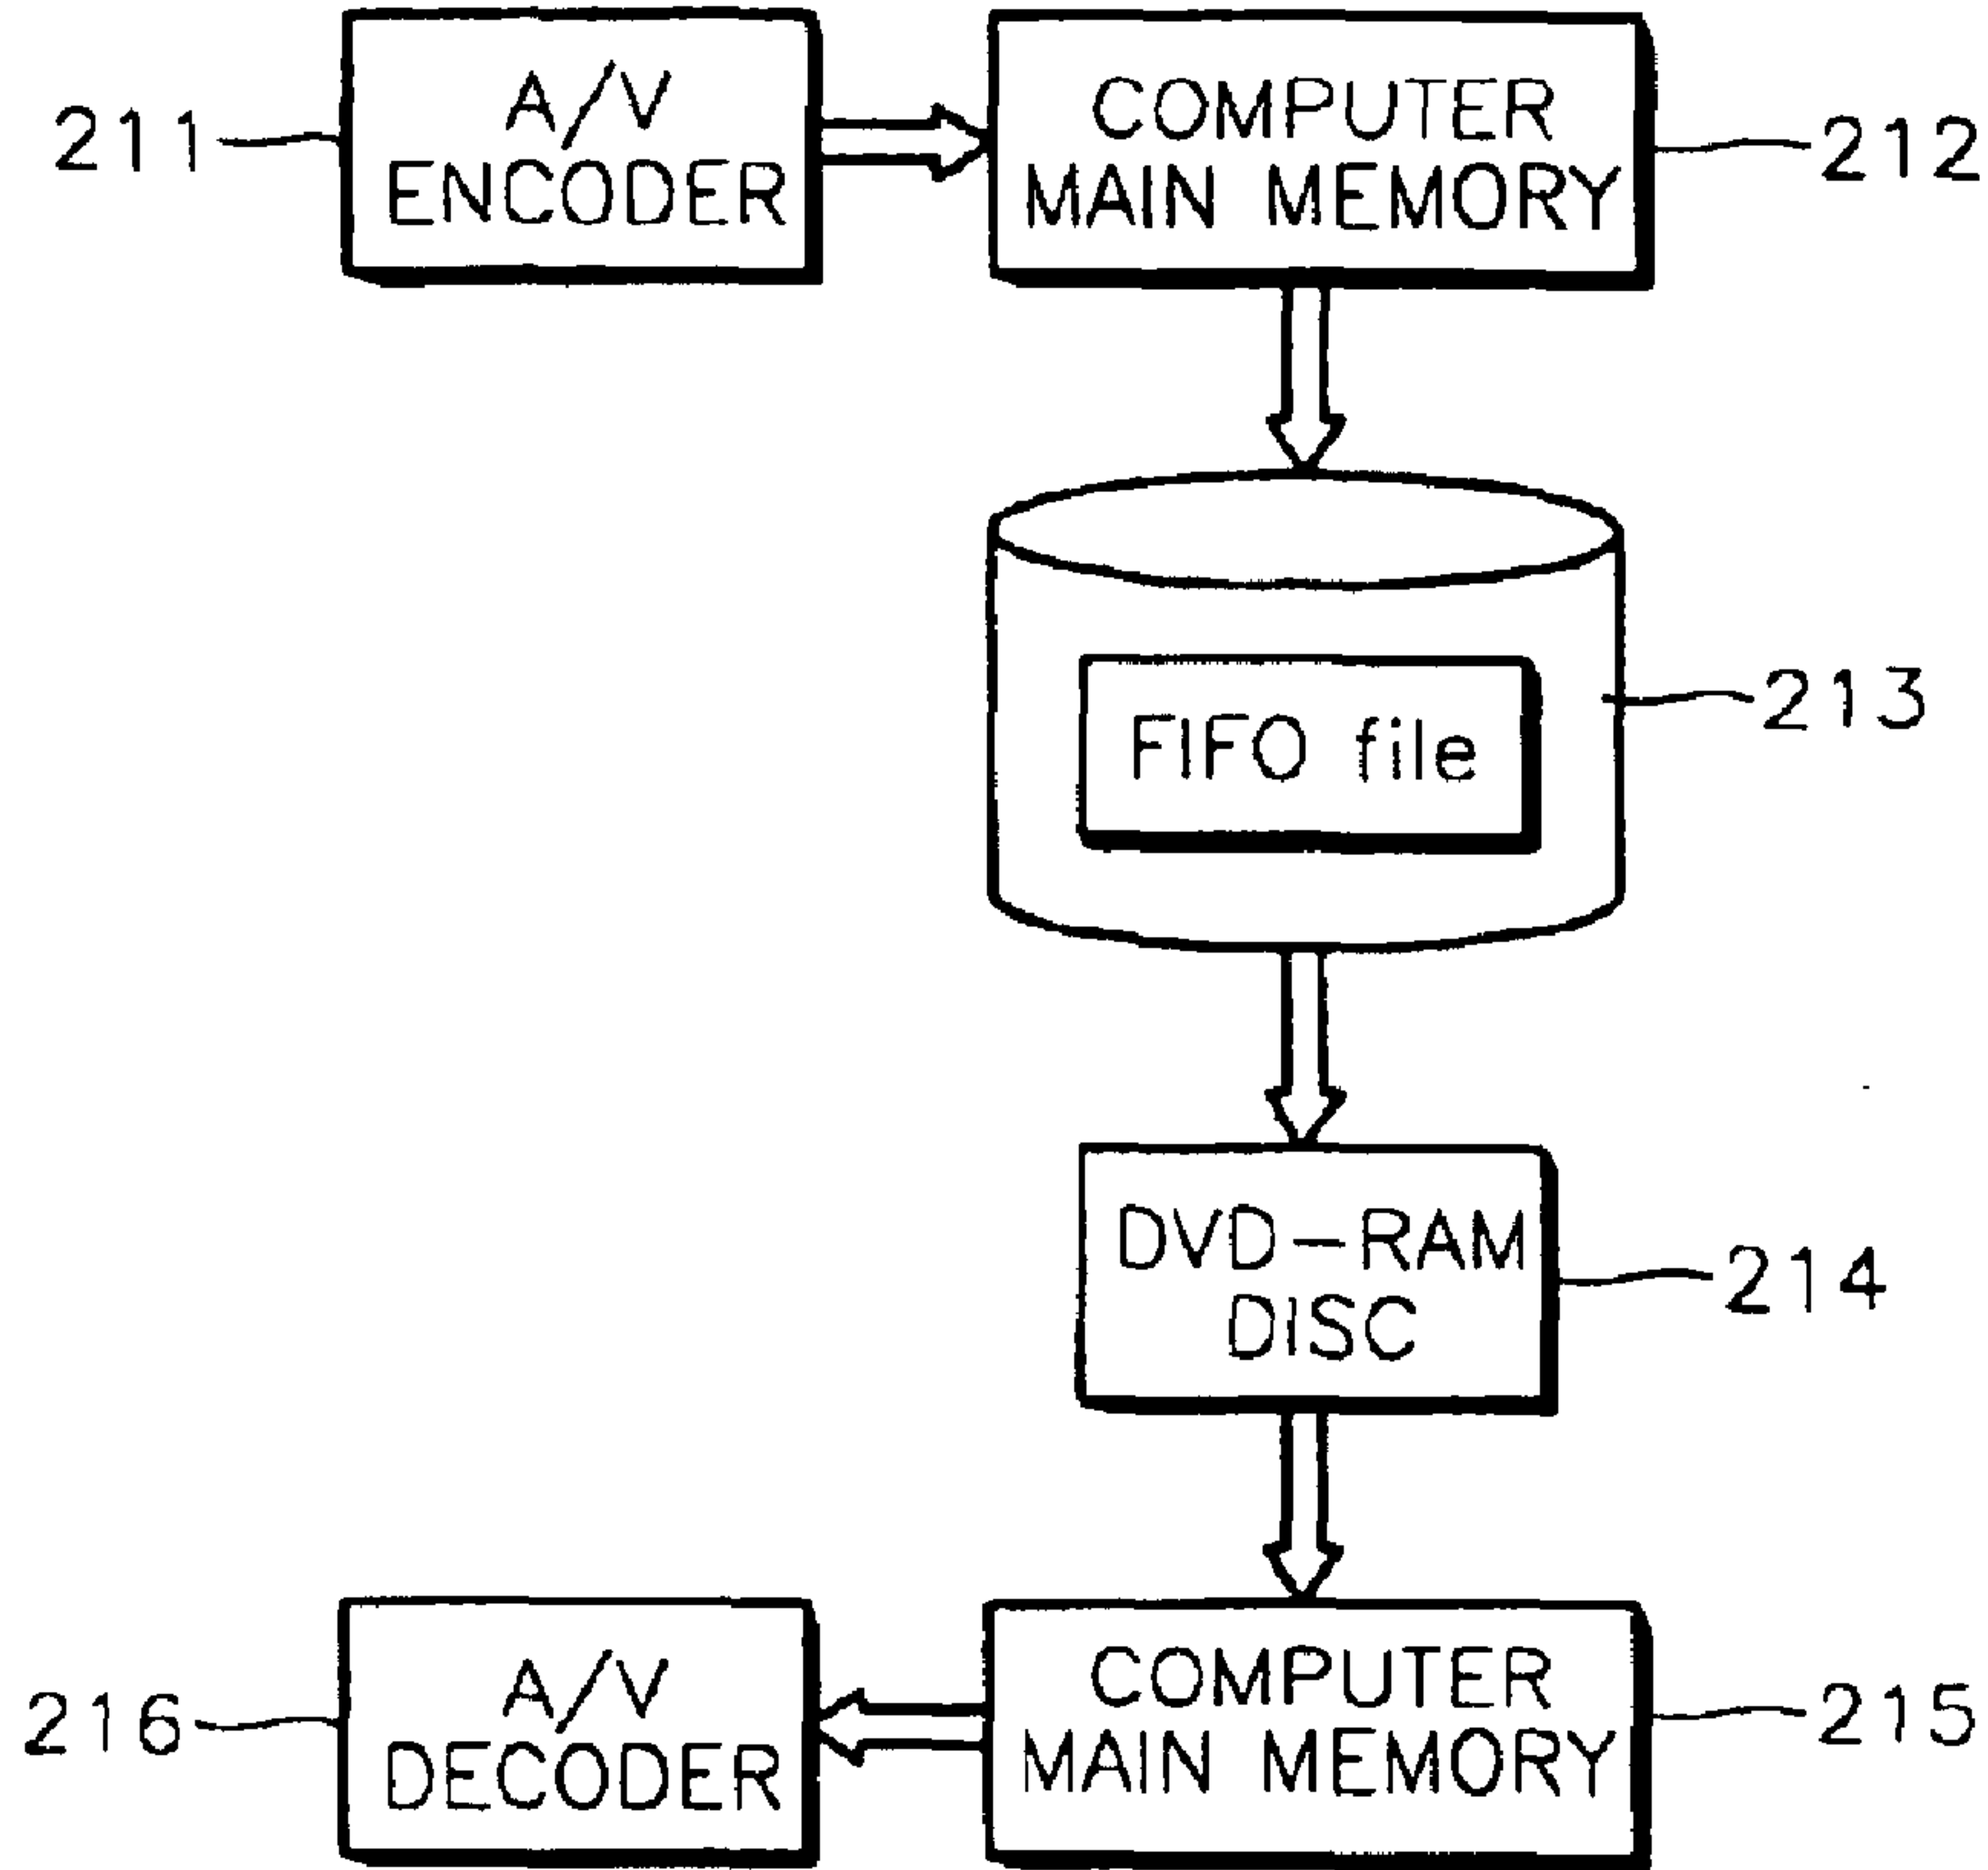 211
A/V
ENCODER
COMPUTER
MAIN MEMORY
212
FIFO file
213
DVD-RAM
DISC
214
216
A/V
DECODER
COMPUTER
MAIN MEMORY
215